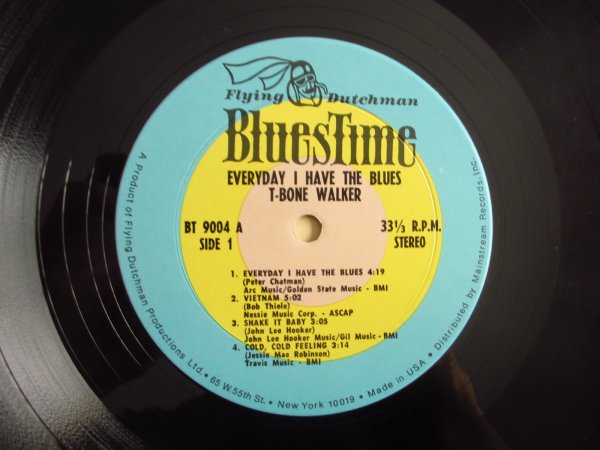 Flying Dutchman
BluesTime
EVERYDAY I HAVE THE BLUES
T-BONE WALKER
BT 9004 A
SIDE 1
33⅓ R.P.M.
STEREO
1. EVERYDAY I HAVE THE BLUES 4:19
(Peter Chatman)
Arc Music/Golden State Music - BMI
2. VIETNAM 5:02
(Bob Thiele)
Nessie Music Corp. - ASCAP
3. SHAKE IT BABY 3:05
(John Lee Hooker)
John Lee Hooker Music/Gil Music - BMI
4. COLD, COLD FEELING 3:14
(Jessie Mae Robinson)
Travis Music - BMI
A Product of Flying Dutchman Productions Ltd. • 65 W. 55th St. • New York 10019 • Made in USA • Distributed by Mainstream Records, Inc.